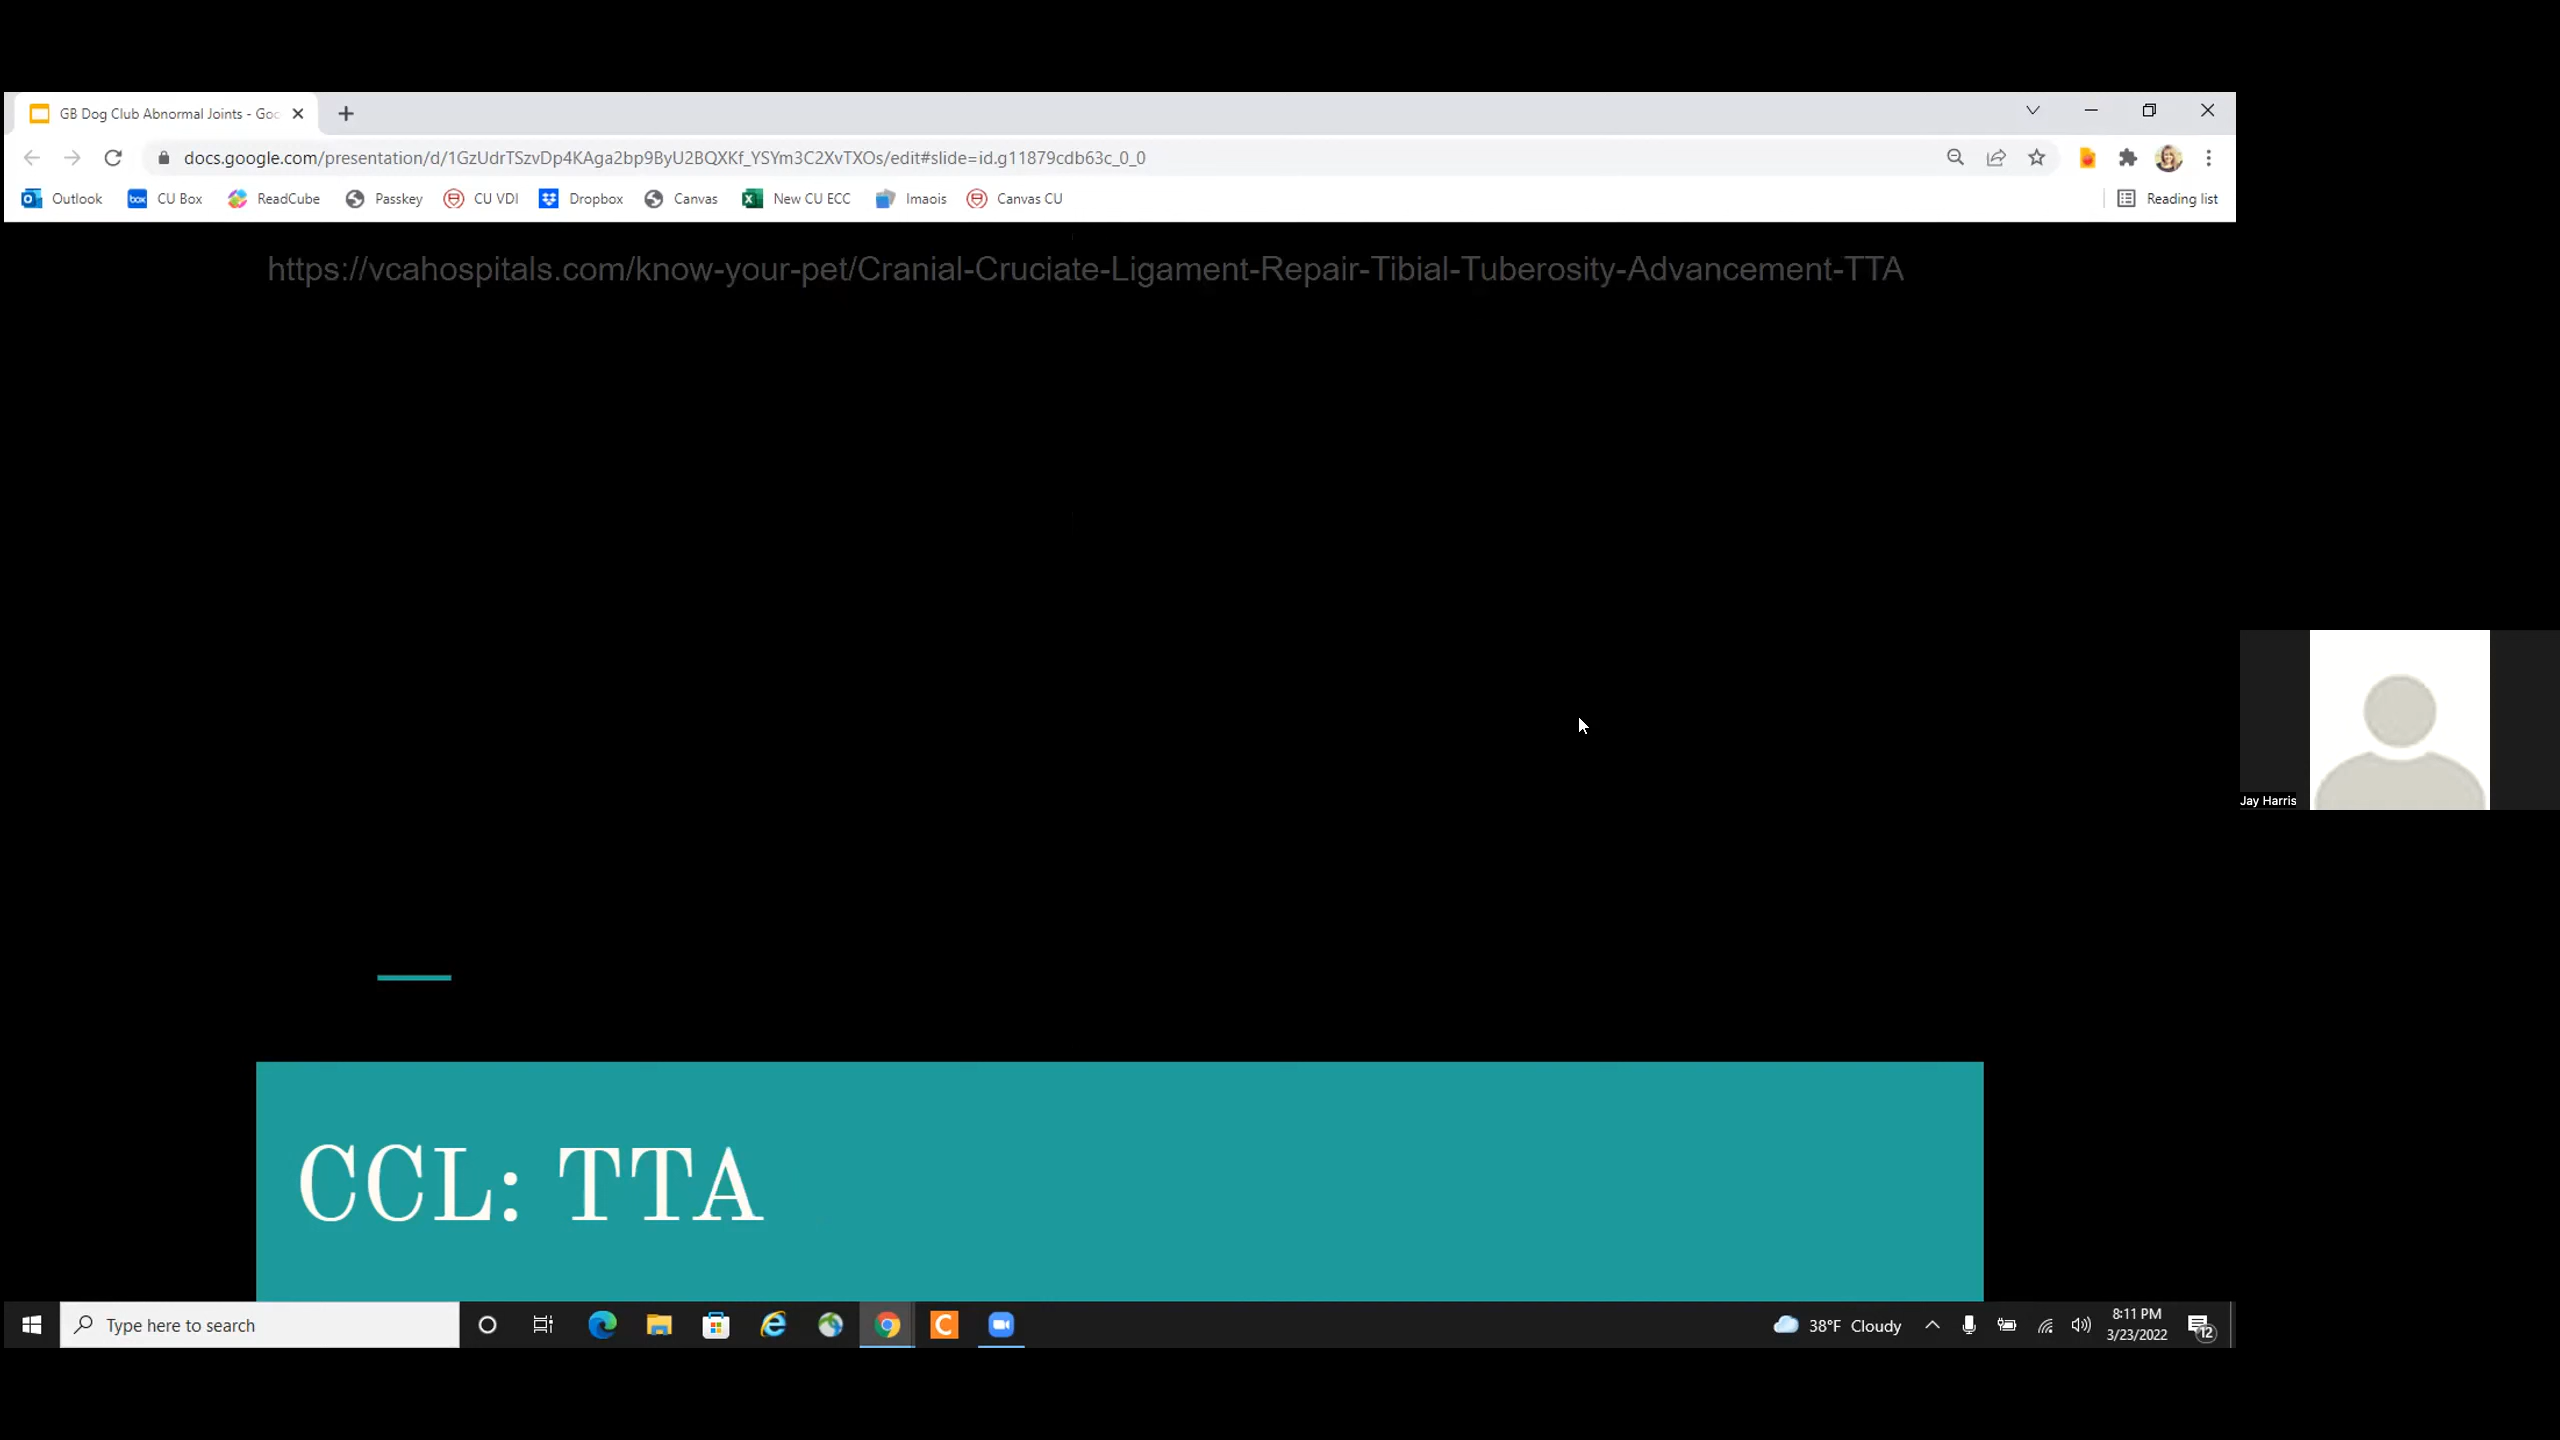 GB Dog Club Abnormal Joints - Goo
docs.google.com/presentation/d/1GzUdrTSzvDp4KAga2bp9ByU2BQXKf_YSYm3C2XvTXOs/edit#slide=id.g11879cdb63c_0_0
Outlook
box
CU Box
ReadCube
Passkey
CU VDI
Dropbox
Canvas
New CU ECC
Imaois
Canvas CU
Reading list
https://vcahospitals.com/know-your-pet/Cranial-Cruciate-Ligament-Repair-Tibial-Tuberosity-Advancement-TTA
Jay Harris
CCL: TTA
Type here to search
38°F Cloudy
8:11 PM
3/23/2022
12